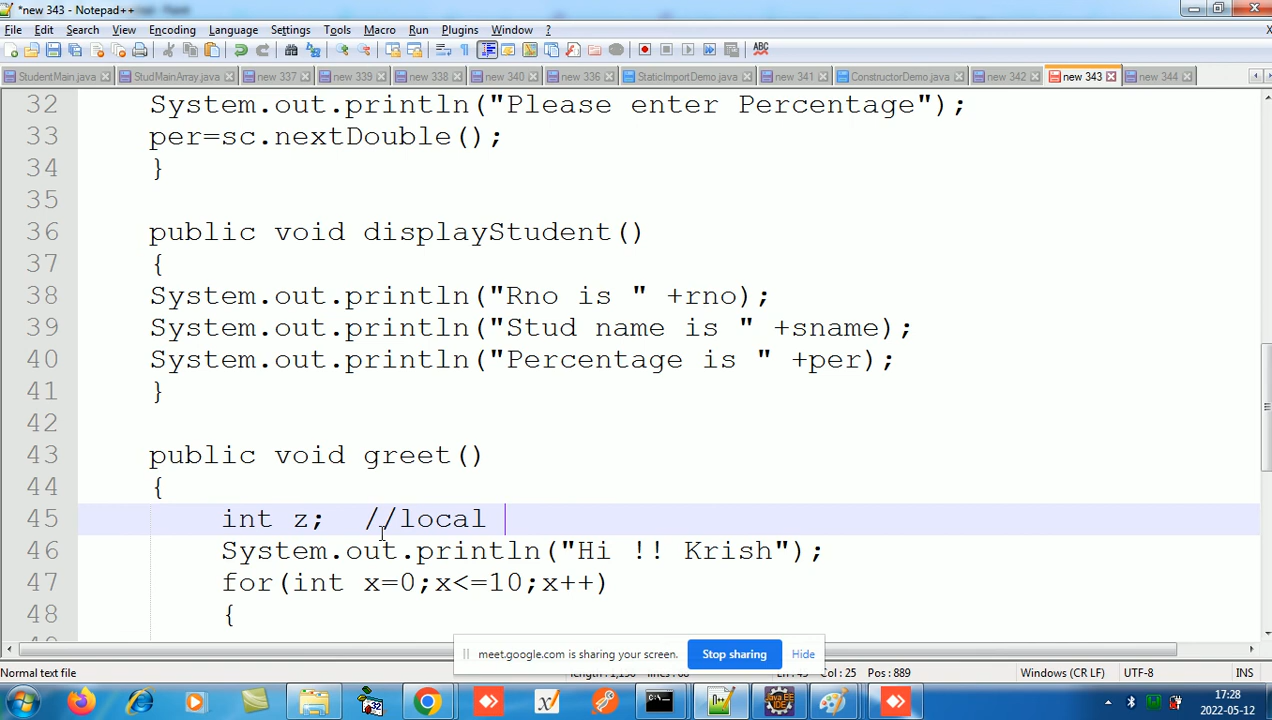 *new 343 - Notepad++
File Edit Search View Encoding Language Settings Tools Macro Run Plugins Window ?
StudentMain.java StudMainArray.java new 337 new 339 new 338 new 340 new 336 StaticImportDemo.java new 341 ConstructorDemo.java new 342 new 343 new 344
32 System.out.println("Please enter Percentage");
33 per=sc.nextDouble();
34 }
35
36 public void displayStudent()
37 {
38 System.out.println("Rno is " +rno);
39 System.out.println("Stud name is " +sname);
40 System.out.println("Percentage is " +per);
41 }
42
43 public void greet()
44 {
45 int z;  //local
46 System.out.println("Hi !! Krish");
47 for(int x=0;x<=10;x++)
48 {
meet.google.com is sharing your screen. Stop sharing Hide
Normal text file Col : 25 Pos : 889 Windows (CR LF) UTF-8 INS
17:28
2022-05-12